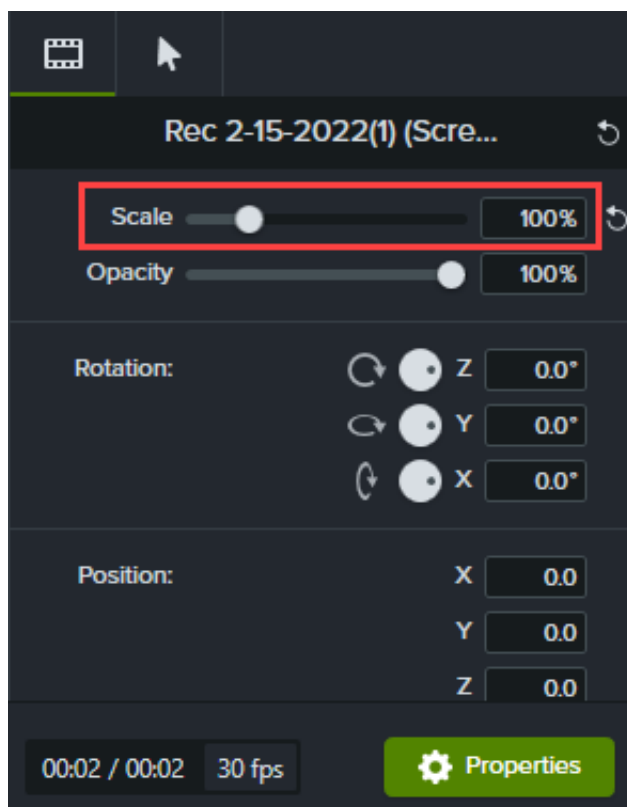 Rec 2-15-2022(1) (Scre...
Scale 100%
Opacity 100%
Rotation: Z 0.0°
Y 0.0°
X 0.0°
Position: X 0.0
Y 0.0
Z 0.0
00:02 / 00:02 30 fps Properties